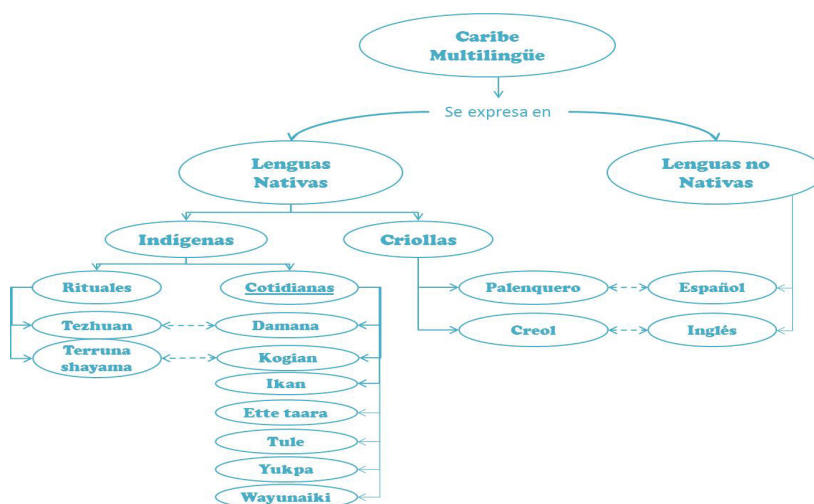 Caribe
Multilingüe
Se expresa en
Lenguas
Nativas
Lenguas no
Nativas
Indígenas
Criollas
Rituales
Cotidianas
Palenquero
Español
Tezhuan
Damana
Creol
Inglés
Terruna
shayama
Kogian
Ikan
Ette taara
Tule
Yukpa
Wayunaiki